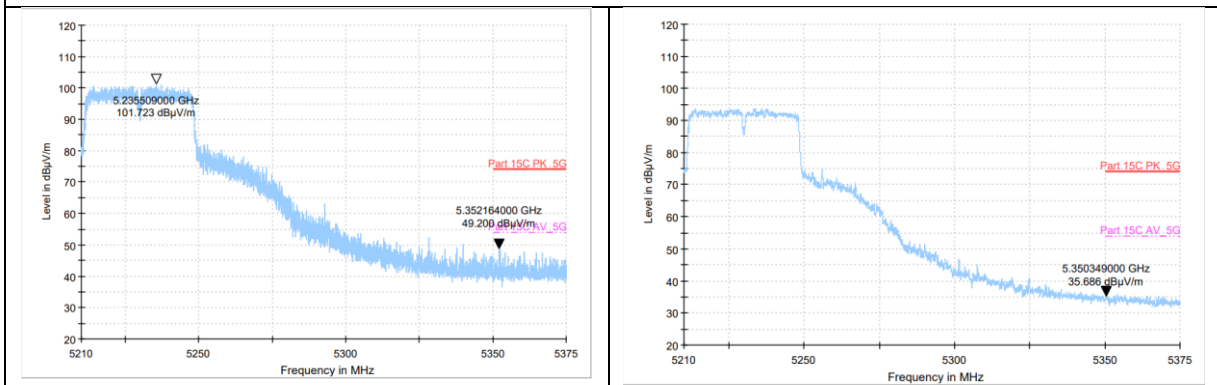 120
110
100
90
80
70
60
50
40
30
20
Level in dBµV/m
5.235509000 GHz
101.723 dBµV/m
Part 15C PK_5G
5.352164000 GHz
49.200 dBµV/m
Part 15C AV_5G
5210
5250
5300
5350
5375
Frequency in MHz
120
110
100
90
80
70
60
50
40
30
20
Level in dBµV/m
Part 15C PK_5G
Part 15C AV_5G
5.350349000 GHz
35.686 dBµV/m
5210
5250
5300
5350
5375
Frequency in MHz